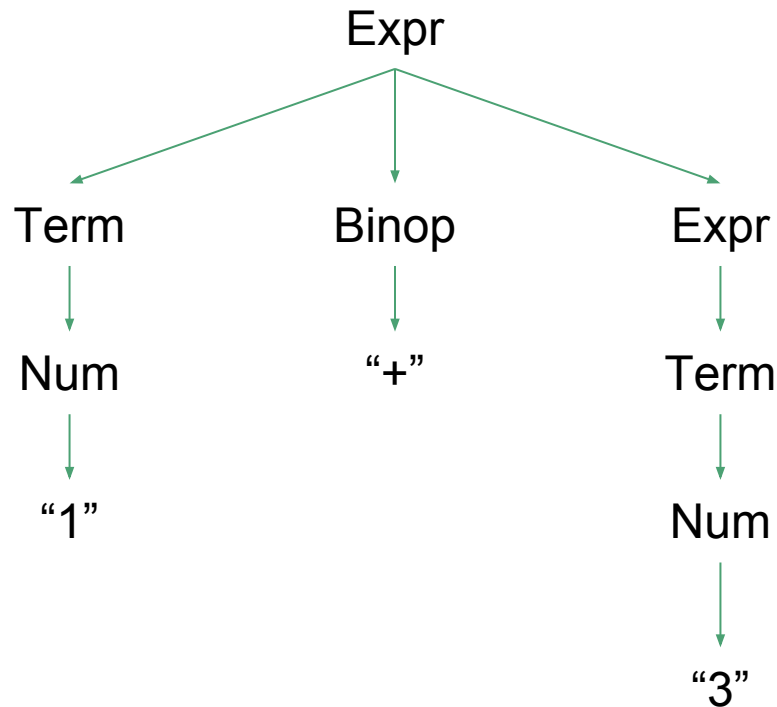 Expr
Term Binop Expr
Num “+” Term
“1” Num
“3”